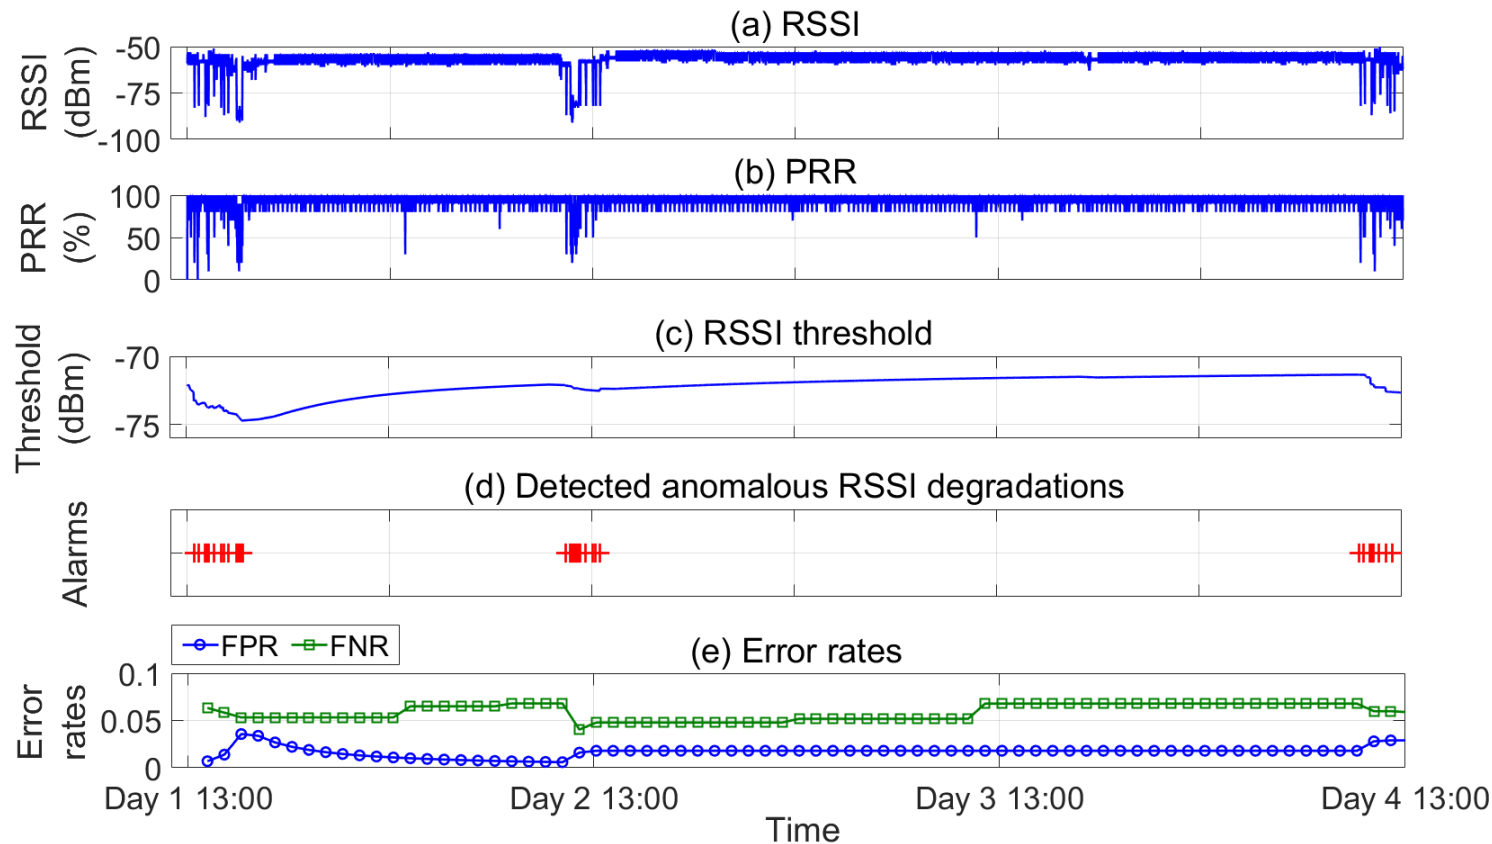 (a) RSSI
RSSI
(dBm)
-50
-75
-100
(b) PRR
PRR
(%)
100
50
0
(c) RSSI threshold
Threshold
(dBm)
-70
-75
(d) Detected anomalous RSSI degradations
Alarms
FPR FNR
(e) Error rates
Error
rates
0.1
0.05
0
Day 1 13:00 Day 2 13:00 Day 3 13:00 Day 4 13:00
Time